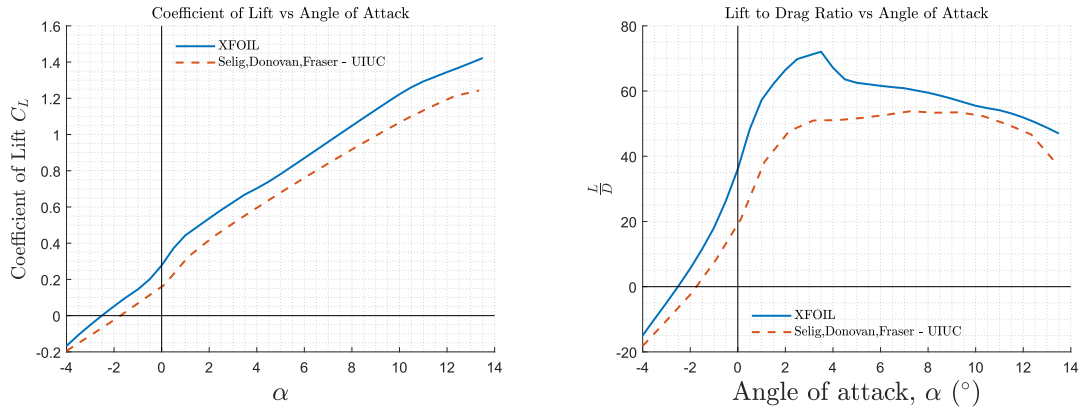 Coefficient of Lift vs Angle of Attack
1.6
1.4
1.2
1
0.8
0.6
0.4
0.2
0
-0.2
Coefficient of Lift C_L
XFOIL
Selig,Donovan,Fraser - UIUC
-4 -2 0 2 4 6 8 10 12 14
α
Lift to Drag Ratio vs Angle of Attack
80
60
40
20
0
-20
L/D
XFOIL
Selig,Donovan,Fraser - UIUC
-4 -2 0 2 4 6 8 10 12 14
Angle of attack, α (°)